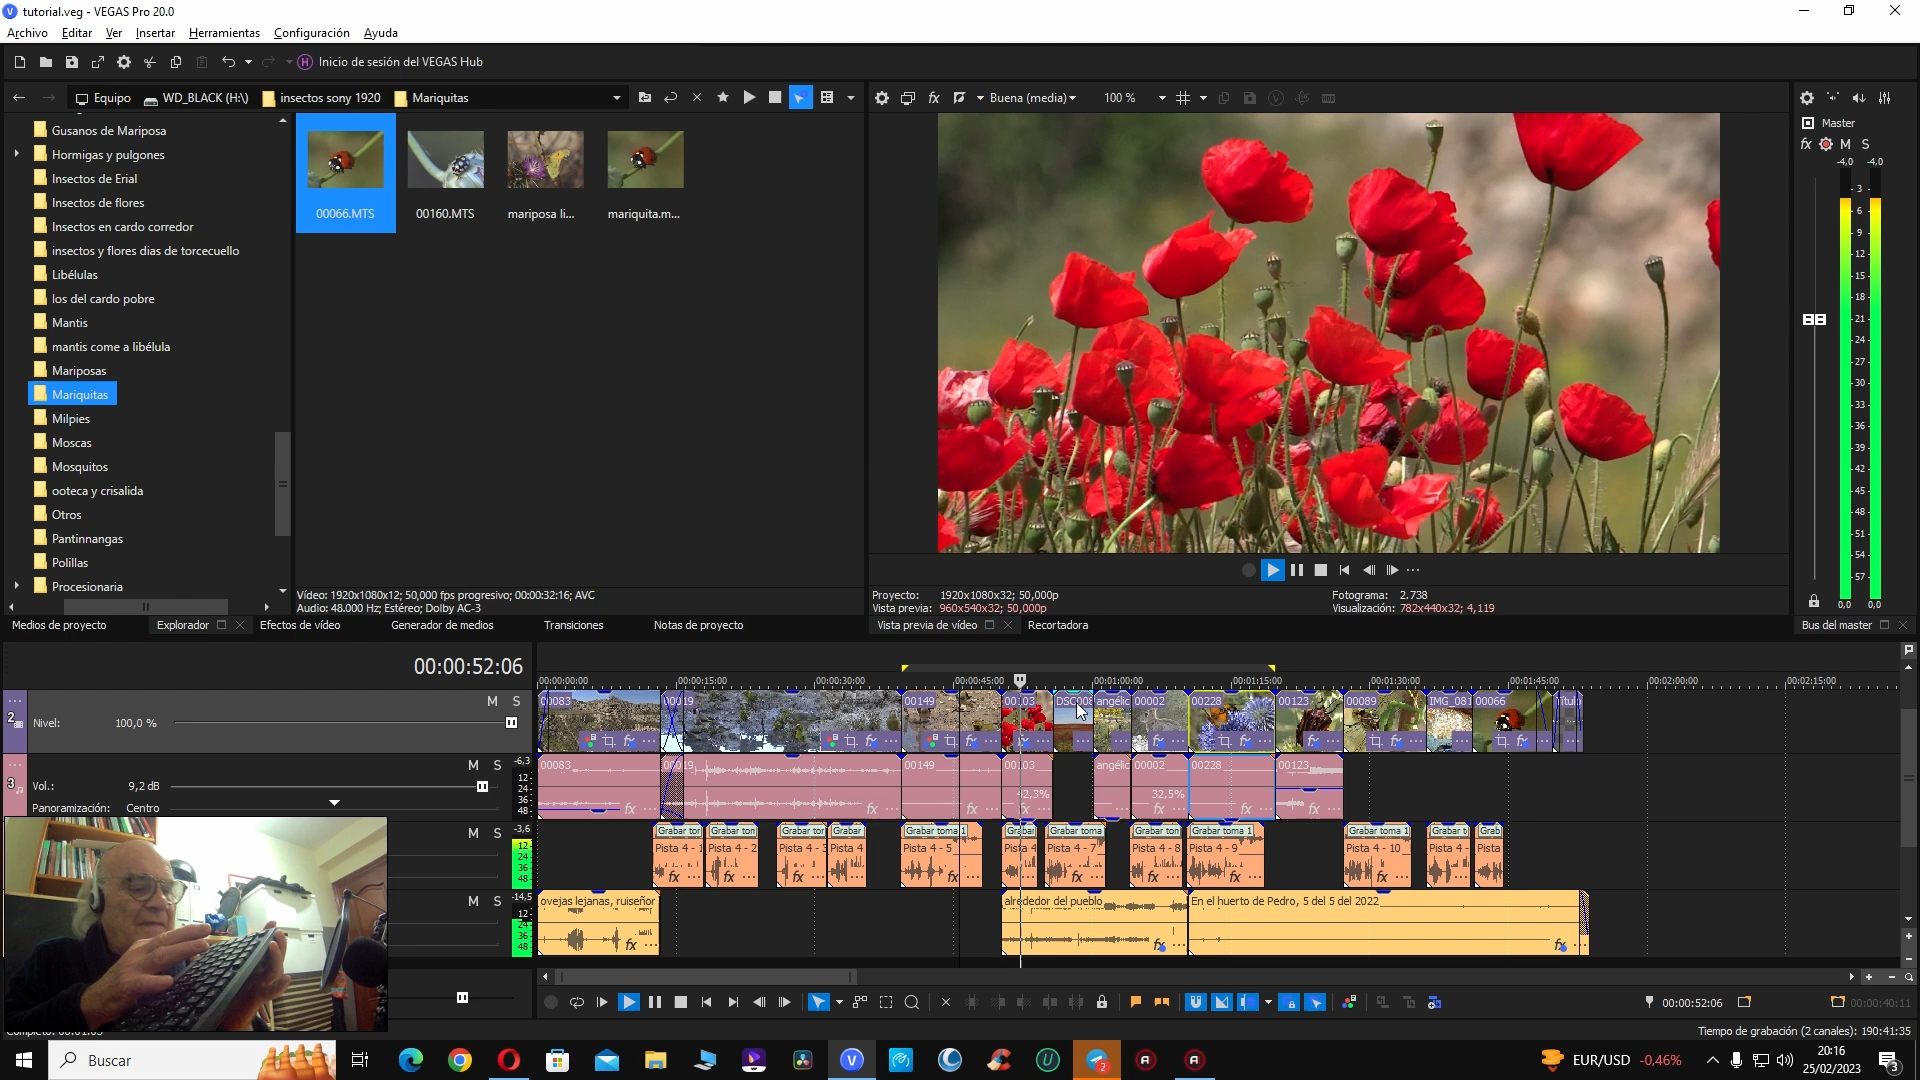 tutorial.veg - VEGAS Pro 20.0
Archivo Editar Ver Insertar Herramientas Configuración Ayuda
Inicio de sesión del VEGAS Hub
Equipo WD_BLACK (H:\) insectos sony 1920 Mariquitas
Buena (media) 100 %
Gusanos de Mariposa
Hormigas y pulgones
Insectos de Erial
Insectos de flores
Insectos en cardo corredor
insectos y flores dias de torcecuello
Libélulas
los del cardo pobre
Mantis
mantis come a libélula
Mariposas
Mariquitas
Milpies
Moscas
Mosquitos
ooteca y crisalida
Otros
Pantinnangas
Polillas
Procesionaria
00066.MTS 00160.MTS mariposa li... mariquita.m...
Vídeo: 1920x1080x12; 50,000 fps progresivo; 00:00:32:16; AVC
Audio: 48.000 Hz; Estéreo; Dolby AC-3
Master
fx M S
-4,0 -4,0
3
6
9
12
15
18
21
24
27
30
33
36
39
42
45
48
51
54
57
0,0 0,0
Proyecto: 1920x1080x32; 50,000p
Vista previa: 960x540x32; 50,000p
Fotograma: 2.738
Visualización: 782x440x32; 4,119
Medios de proyecto Explorador Efectos de vídeo Generador de medios Transiciones Notas de proyecto
Vista previa de vídeo Recortadora
Bus del master
00:00:52:06
00:00:00:00 00:00:15:00 00:00:30:00 00:00:45:00 00:01:00:00 00:01:15:00 00:01:30:00 00:01:45:00 00:02:00:00 00:02:15:00
2 M S
Nivel: 100,0 %
00083 00019 00149 00103 DSC008 angélic 00002 00228 00123 00089 IMG_081 00066 Título
3 M S -6,3
Vol.: 9,2 dB
Panoramización: Centro
12
24
36
48
00083 00019 00149 00103 angélic 00002 00228 00123
32,5%
M S -3,6
12
24
36
48
Grabar tor Grabar tom Grabar tor Grabar Grabar toma 1 Grabar Grabar toma Grabar tom Grabar toma 1 Grabar toma 1 Grabar t Grab
Pista 4 - 1 Pista 4 - 2 Pista 4 - 3 Pista 4 Pista 4 - 5 Pista 4 Pista 4 - 7 Pista 4 - 8 Pista 4 - 9 Pista 4 - 10 Pista 4 - Pista
M S -14,5
12
24
36
48
ovejas lejanas, ruiseñor alrededor del pueblo En el huerto de Pedro, 5 del 5 del 2022
00:00:52:06 00:00:40:11
Tiempo de grabación (2 canales): 190:41:35
Buscar
EUR/USD -0,46%
20:16
25/02/2023
2
3